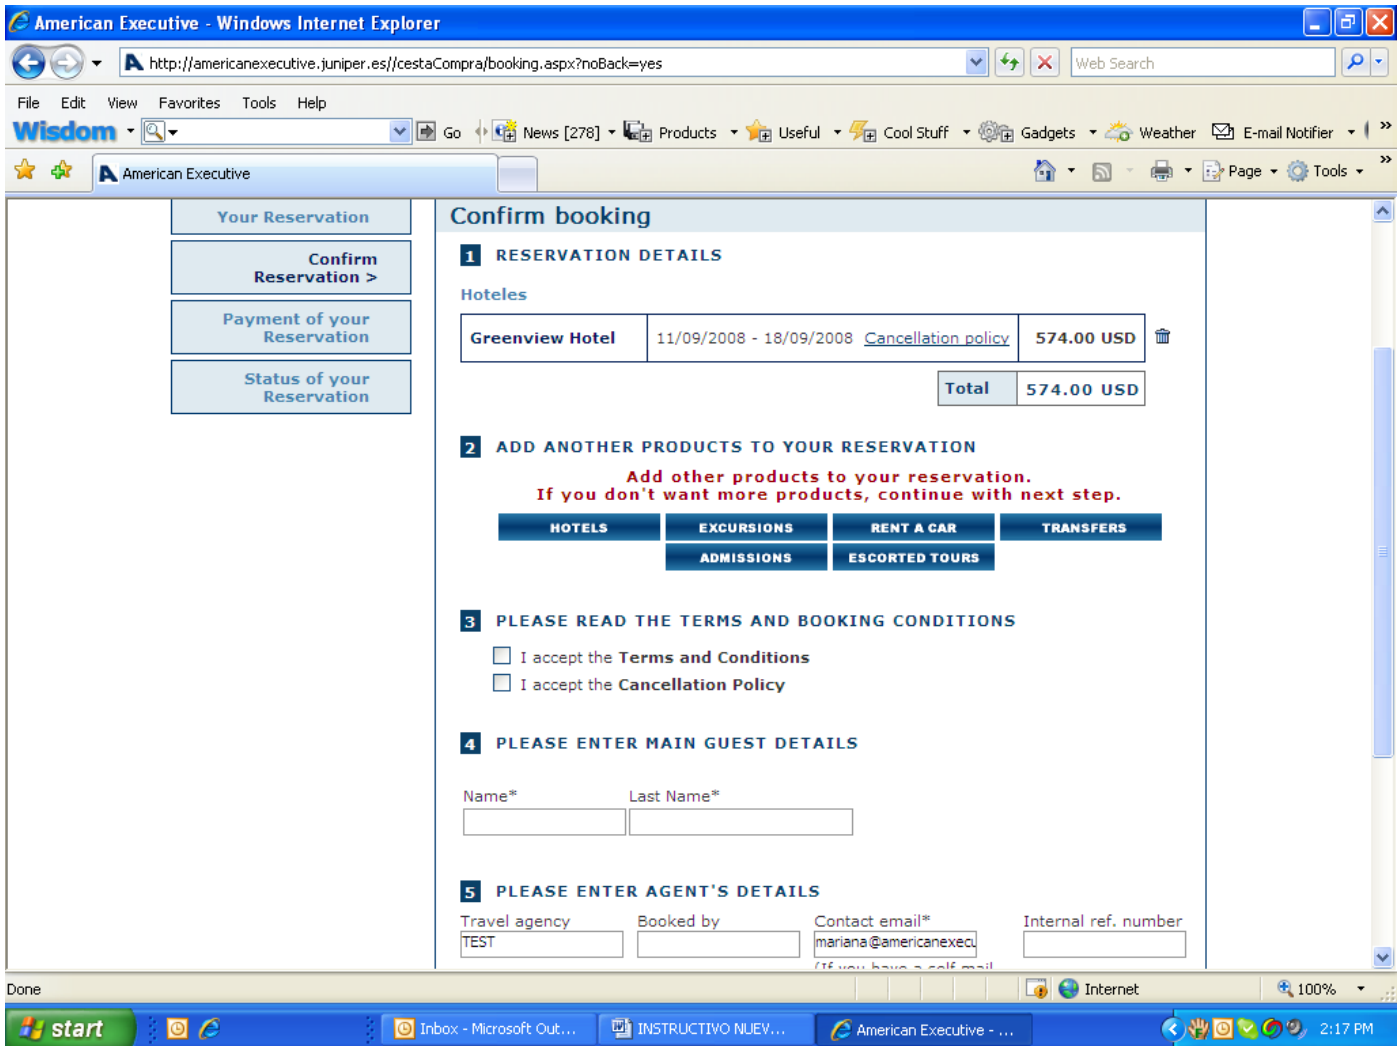 American Executive - Windows Internet Explorer
http://americanexecutive.juniper.es//cestaCompra/booking.aspx?noBack=yes
Web Search
File Edit View Favorites Tools Help
Wisdom Go News [278] Products Useful Cool Stuff Gadgets Weather E-mail Notifier
American Executive
Page Tools
Your Reservation
Confirm
Reservation >
Payment of your
Reservation
Status of your
Reservation
Confirm booking
1 RESERVATION DETAILS
Hoteles
Greenview Hotel 11/09/2008 - 18/09/2008 Cancellation policy 574.00 USD
Total 574.00 USD
2 ADD ANOTHER PRODUCTS TO YOUR RESERVATION
Add other products to your reservation.
If you don't want more products, continue with next step.
HOTELS EXCURSIONS RENT A CAR TRANSFERS
ADMISSIONS ESCORTED TOURS
3 PLEASE READ THE TERMS AND BOOKING CONDITIONS
I accept the Terms and Conditions
I accept the Cancellation Policy
4 PLEASE ENTER MAIN GUEST DETAILS
Name* Last Name*
5 PLEASE ENTER AGENT'S DETAILS
Travel agency Booked by Contact email* Internal ref. number
TEST mariana@americanexecu
(If you have a self mail
Done Internet 100%
start Inbox - Microsoft Out... INSTRUCTIVO NUEV... American Executive - ... 2:17 PM